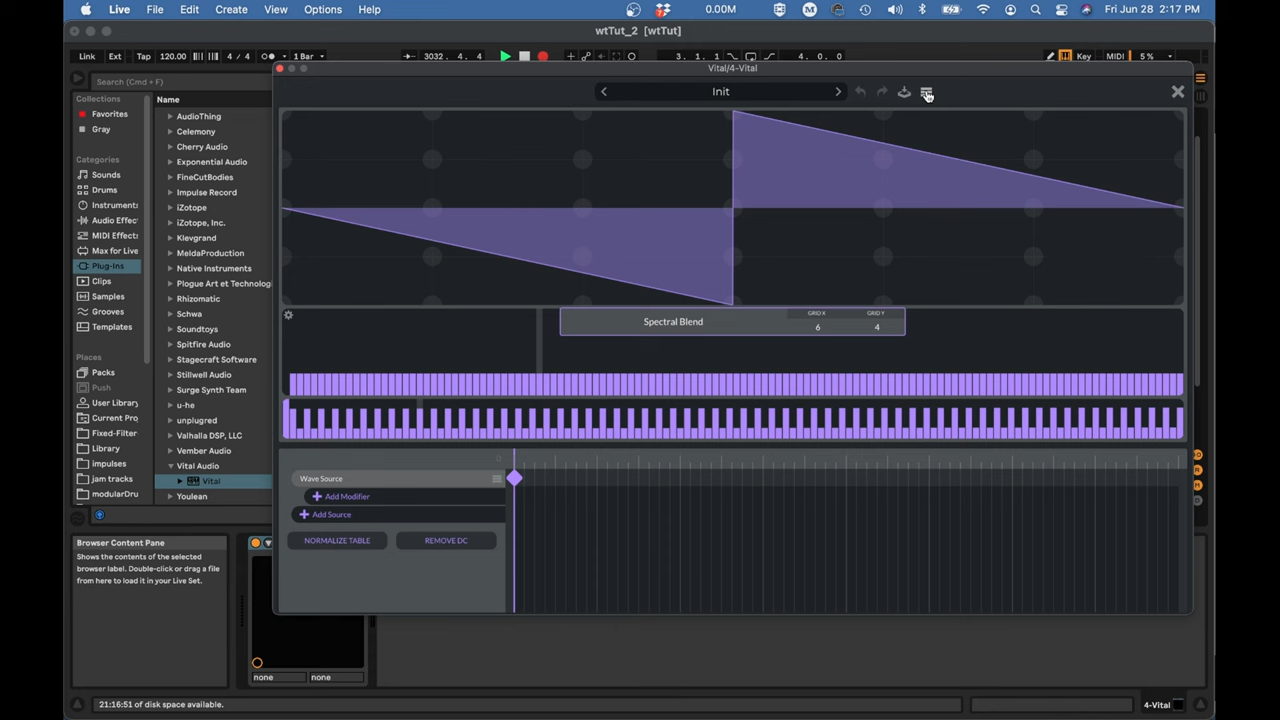 Live File Edit Create View Options Help 0.00M Fri Jun 28 2:17 PM
wtTut_2 [wtTut]
Link Ext Tap 120.00 4 / 4 1 Bar 3032 . 4 . 4 3 . 1 . 1 4 . 0 . 0 MIDI 5 %
Vital/4-Vital
Search (Cmd + F)
Init
Collections
Favorites
Gray
Categories
Sounds
Drums
Instruments
Audio Effec
MIDI Effect
Max for Live
Plug-Ins
Clips
Samples
Grooves
Templates
Places
Packs
Push
User Library
Current Pro
Fixed-Filter
Library
impulses
jam tracks
modularDru
Name
AudioThing
Celemony
Cherry Audio
Exponential Audio
FineCutBodies
Impulse Record
iZotope
iZotope, Inc.
Klevgrand
MeldaProduction
Native Instruments
Plogue Art et Technolog
Rhizomatic
Schwa
Soundtoys
Spitfire Audio
Stagecraft Software
Stillwell Audio
Surge Synth Team
u-he
unplugred
Valhalla DSP, LLC
Vember Audio
Vital Audio
Vital
Youlean
Spectral Blend
GRID X
6
GRID Y
4
0
Wave Source
Add Modifier
Add Source
NORMALIZE TABLE REMOVE DC
Browser Content Pane
Shows the contents of the selected
browser label. Double-click or drag a file
from here to load it in your Live Set.
none none
21:16:51 of disk space available.
4-Vital